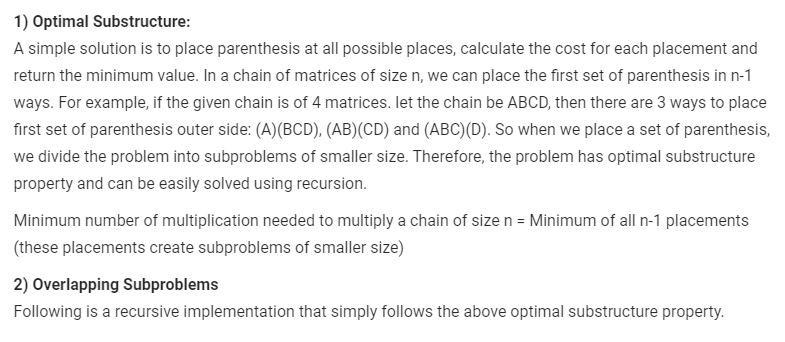 1) Optimal Substructure:
A simple solution is to place parenthesis at all possible places, calculate the cost for each placement and
return the minimum value. In a chain of matrices of size n, we can place the first set of parenthesis in n-1
ways. For example, if the given chain is of 4 matrices. let the chain be ABCD, then there are 3 ways to place
first set of parenthesis outer side: (A)(BCD), (AB)(CD) and (ABC)(D). So when we place a set of parenthesis,
we divide the problem into subproblems of smaller size. Therefore, the problem has optimal substructure
property and can be easily solved using recursion.
Minimum number of multiplication needed to multiply a chain of size n = Minimum of all n-1 placements
(these placements create subproblems of smaller size)
2) Overlapping Subproblems
Following is a recursive implementation that simply follows the above optimal substructure property.